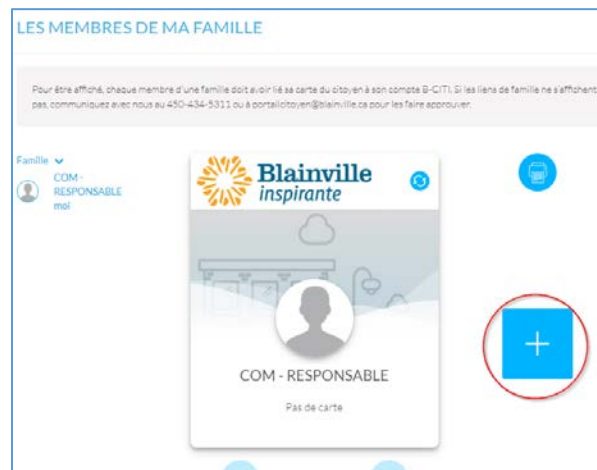 LES MEMBRES DE MA FAMILLE
Pour être affiché, chaque membre d'une famille doit avoir lié sa carte du citoyen à son compte B-CITI. Si les liens de famille ne s'affichent
pas, communiquez avec nous au 450-434-5311 ou à portailcitoyen@blainville.ca pour les faire approuver.
Famille
COM -
RESPONSABLE
moi
Blainville
inspirante
COM - RESPONSABLE
Pas de carte